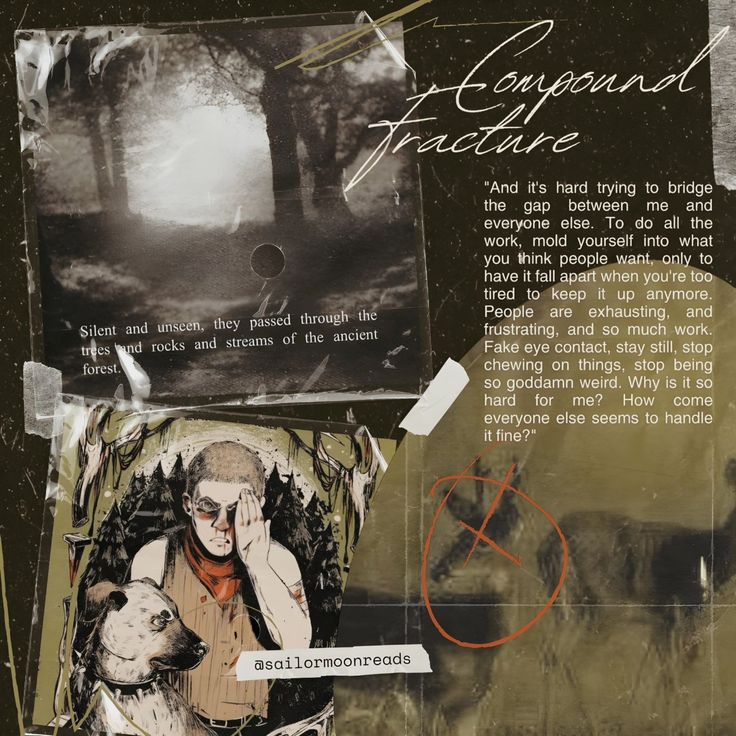 Compound
Fracture
"And it's hard trying to bridge
the gap between me and
everyone else. To do all the
work, mold yourself into what
you think people want, only to
have it fall apart when you're too
tired to keep it up anymore.
People are exhausting, and
frustrating, and so much work.
Fake eye contact, stay still, stop
chewing on things, stop being
so goddamn weird. Why is it so
hard for me? How come
everyone else seems to handle
it fine?"
Silent and unseen, they passed through the
trees and rocks and streams of the ancient
forest.
@sailormoonreads